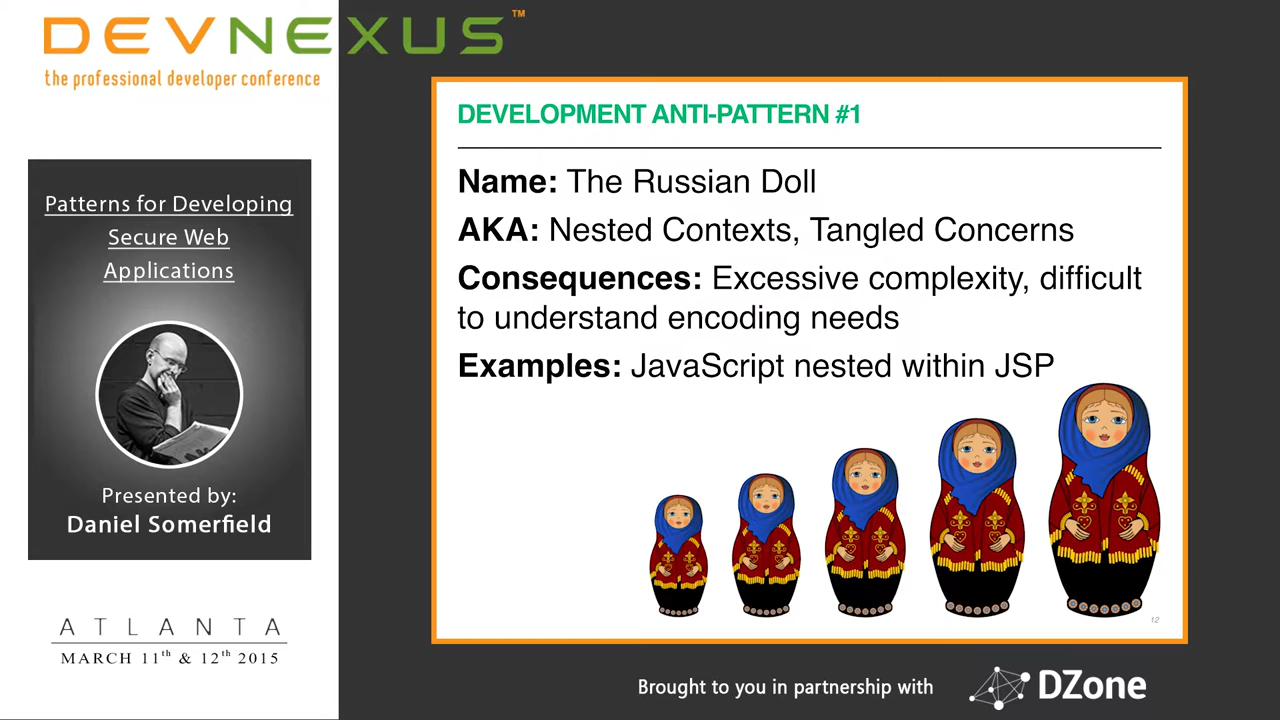 DEVNEXUS™
the professional developer conference
Patterns for Developing
Secure Web
Applications
Presented by:
Daniel Somerfield
ATLANTA
MARCH 11th & 12th 2015
DEVELOPMENT ANTI-PATTERN #1
Name: The Russian Doll
AKA: Nested Contexts, Tangled Concerns
Consequences: Excessive complexity, difficult
to understand encoding needs
Examples: JavaScript nested within JSP
12
Brought to you in partnership with
DZone